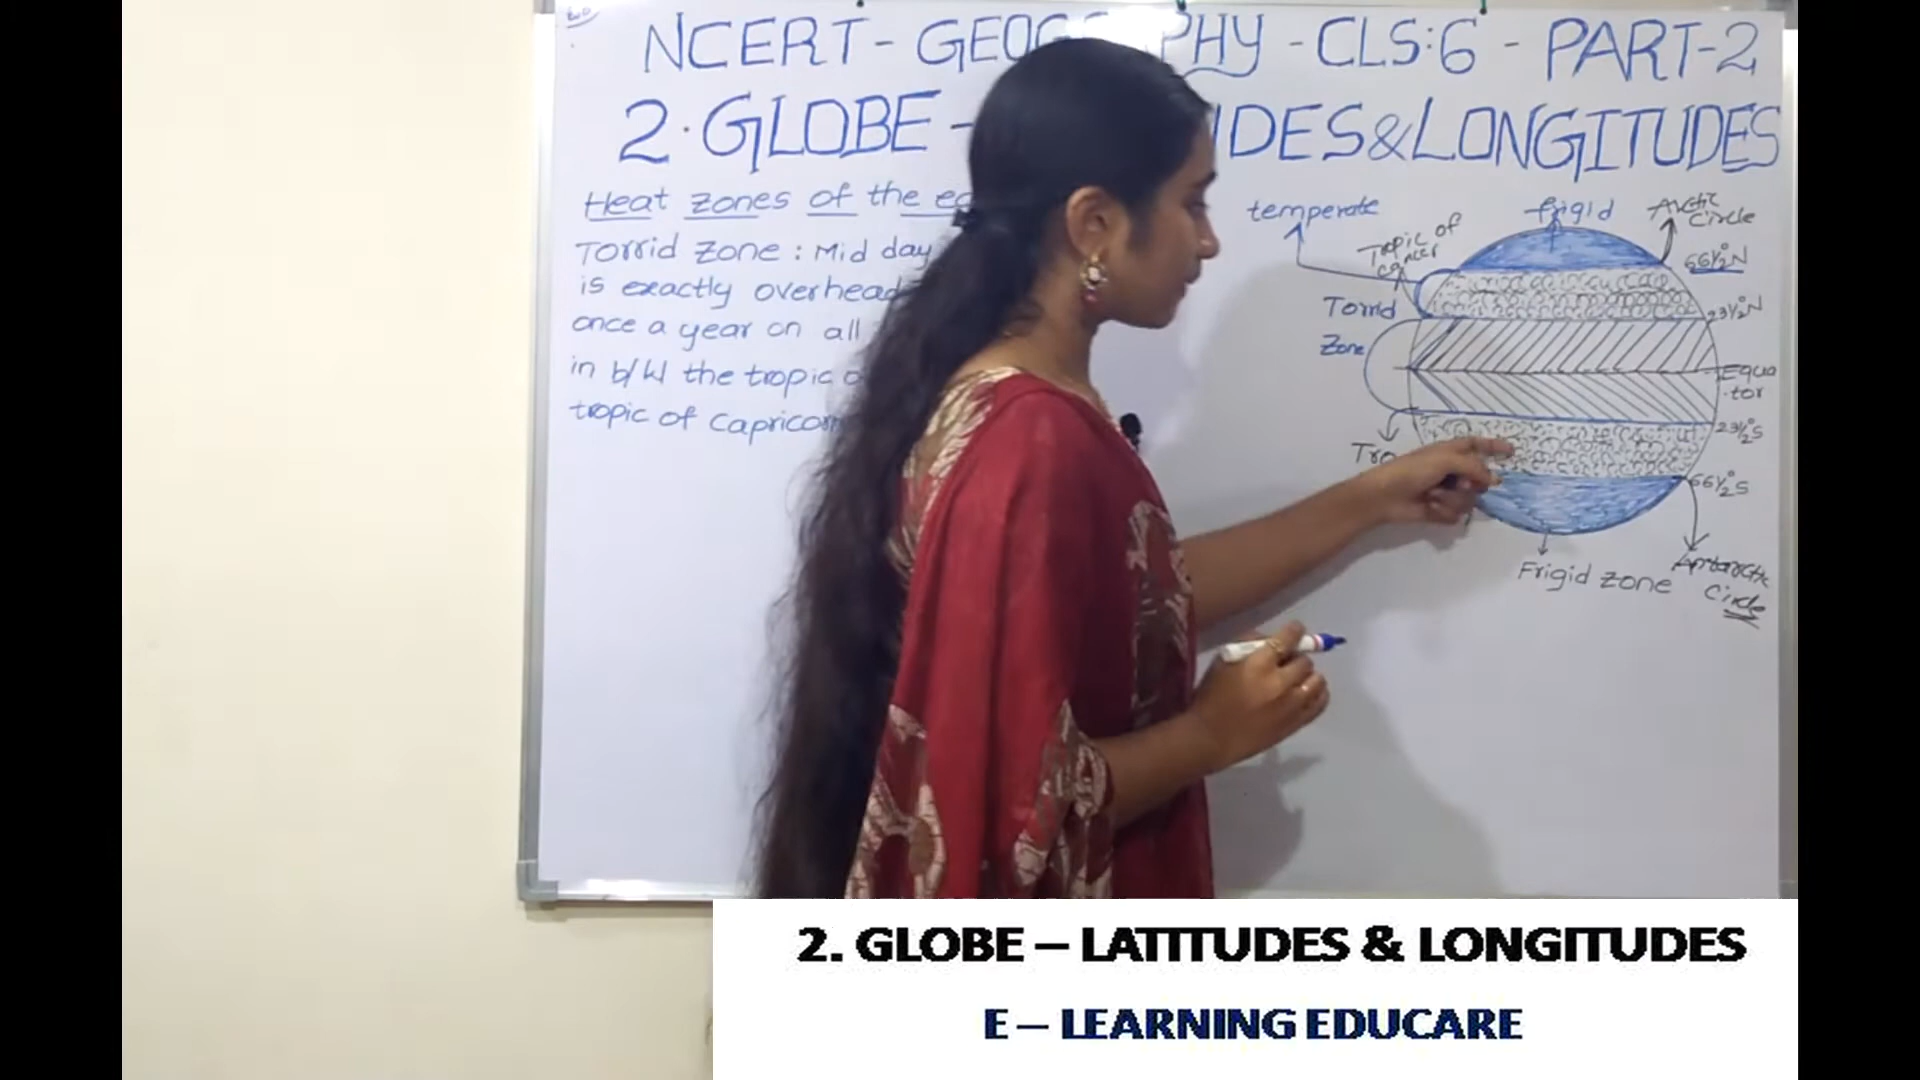 NCERT - GEOG PHY - CLS:6 - PART-2
2. GLOBE - IDES & LONGITUDES
Heat zones of the
Torrid zone : Mid day
is exactly overhead
once a year on all
in b/w the tropic
tropic of Capricorn
temperate
frigid
Arctic Circle
Tropic of cancer
66½°N
Torrid Zone
23½°N
Equa
tor
23½°S
66½°S
Frigid zone
Antarctic
Circle
2. GLOBE – LATITUDES & LONGITUDES
E – LEARNING EDUCARE